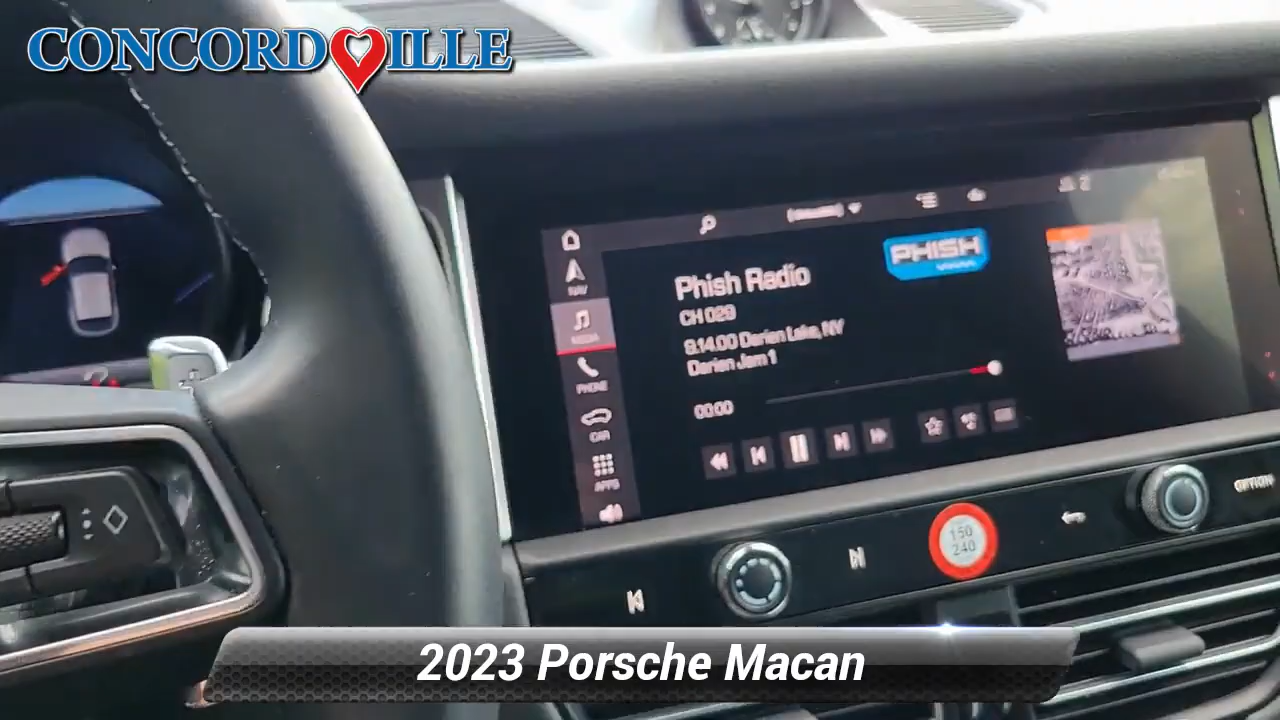 CONCORDVILLE
PHISH
Phish Radio
CH 029
8.14.00 Darien Lake, NY
Darien Jam 1
00:00
NAV
MEDIA
PHONE
CAR
APPS
OPTION
150
240
2023 Porsche Macan